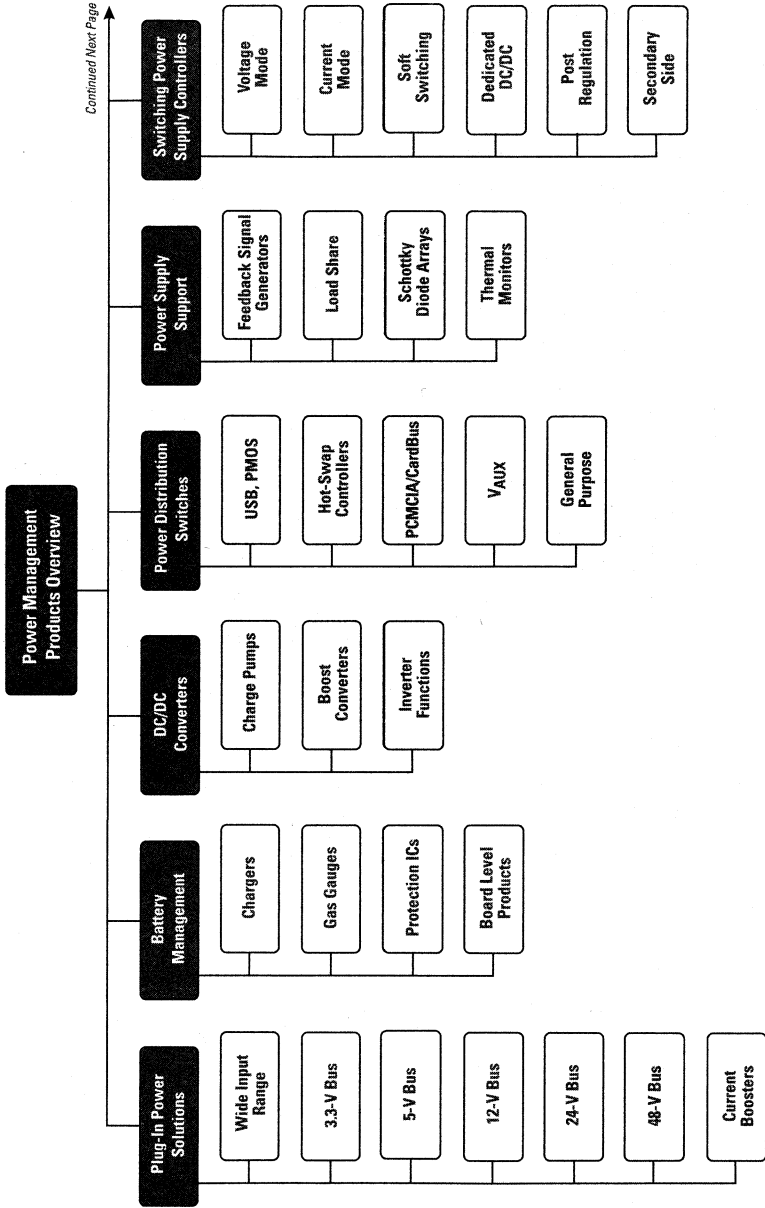 Power Management
Products Overview
Continued Next Page
Plug-In Power
Solutions
Wide Input
Range
3.3-V Bus
5-V Bus
12-V Bus
24-V Bus
48-V Bus
Current
Boosters
Battery
Management
Chargers
Gas Gauges
Protection ICs
Board Level
Products
DC/DC
Converters
Charge Pumps
Boost
Converters
Inverter
Functions
Power Distribution
Switches
USB, PMOS
Hot-Swap
Controllers
PCMCIA/CardBus
VAUX
General
Purpose
Power Supply
Support
Feedback Signal
Generators
Load Share
Schottky
Diode Arrays
Thermal
Monitors
Switching Power
Supply Controllers
Voltage
Mode
Current
Mode
Soft
Switching
Dedicated
DC/DC
Post
Regulation
Secondary
Side